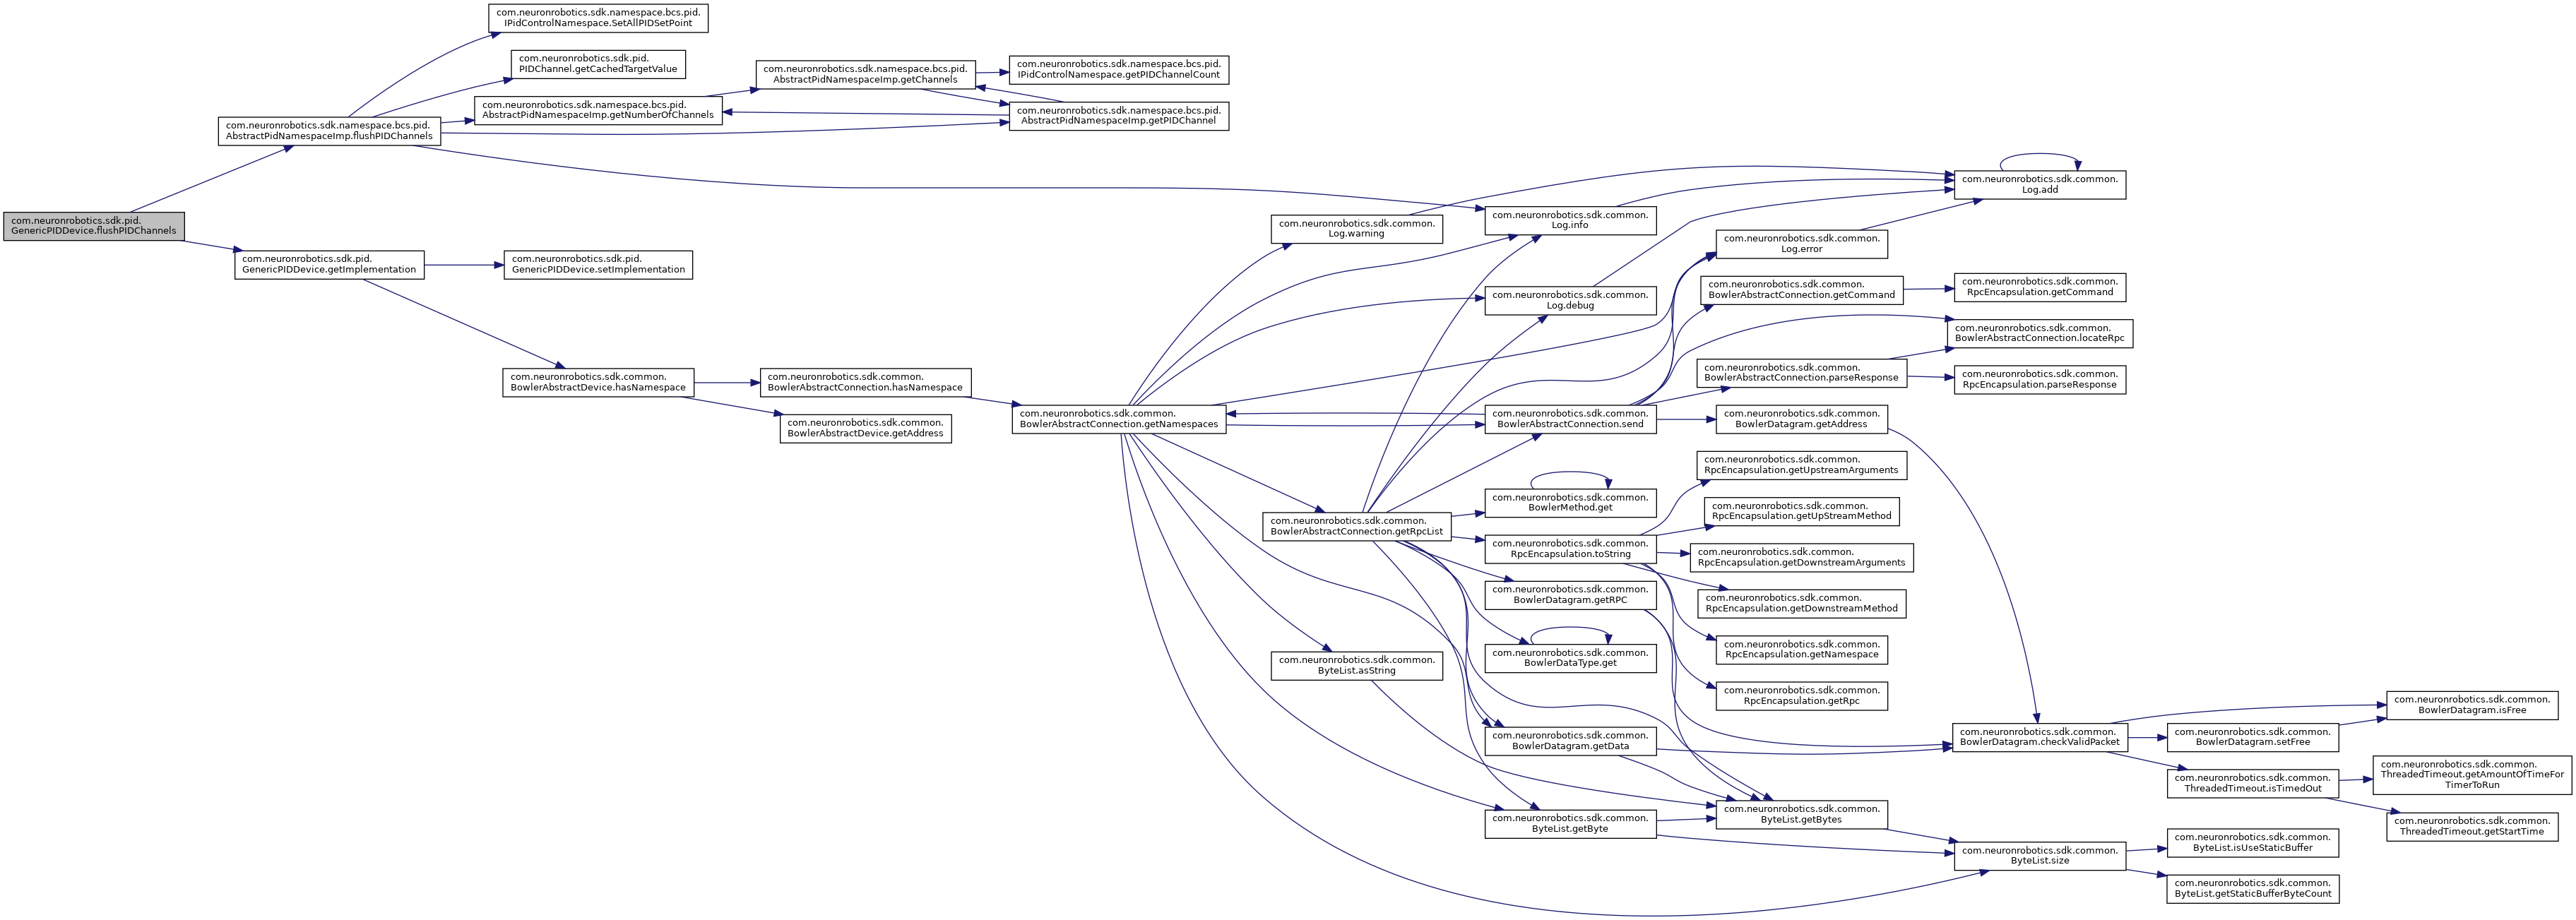 com.neuronrobotics.sdk.pid.
GenericPIDDevice.flushPIDChannels
com.neuronrobotics.sdk.namespace.bcs.pid.
AbstractPidNamespaceImp.flushPIDChannels
com.neuronrobotics.sdk.pid.
GenericPIDDevice.getImplementation
com.neuronrobotics.sdk.namespace.bcs.pid.
IPidControlNamespace.SetAllPIDSetPoint
com.neuronrobotics.sdk.pid.
PIDChannel.getCachedTargetValue
com.neuronrobotics.sdk.namespace.bcs.pid.
AbstractPidNamespaceImp.getNumberOfChannels
com.neuronrobotics.sdk.pid.
GenericPIDDevice.setImplementation
com.neuronrobotics.sdk.common.
BowlerAbstractDevice.hasNamespace
com.neuronrobotics.sdk.namespace.bcs.pid.
AbstractPidNamespaceImp.getChannels
com.neuronrobotics.sdk.common.
BowlerAbstractConnection.hasNamespace
com.neuronrobotics.sdk.common.
BowlerAbstractDevice.getAddress
com.neuronrobotics.sdk.namespace.bcs.pid.
IPidControlNamespace.getPIDChannelCount
com.neuronrobotics.sdk.namespace.bcs.pid.
AbstractPidNamespaceImp.getPIDChannel
com.neuronrobotics.sdk.common.
BowlerAbstractConnection.getNamespaces
com.neuronrobotics.sdk.common.
Log.warning
com.neuronrobotics.sdk.common.
BowlerAbstractConnection.getRpcList
com.neuronrobotics.sdk.common.
ByteList.asString
com.neuronrobotics.sdk.common.
Log.info
com.neuronrobotics.sdk.common.
Log.debug
com.neuronrobotics.sdk.common.
BowlerAbstractConnection.send
com.neuronrobotics.sdk.common.
BowlerMethod.get
com.neuronrobotics.sdk.common.
RpcEncapsulation.toString
com.neuronrobotics.sdk.common.
BowlerDatagram.getRPC
com.neuronrobotics.sdk.common.
BowlerDataType.get
com.neuronrobotics.sdk.common.
BowlerDatagram.getData
com.neuronrobotics.sdk.common.
ByteList.getByte
com.neuronrobotics.sdk.common.
Log.error
com.neuronrobotics.sdk.common.
BowlerAbstractConnection.getCommand
com.neuronrobotics.sdk.common.
BowlerAbstractConnection.parseResponse
com.neuronrobotics.sdk.common.
BowlerDatagram.getAddress
com.neuronrobotics.sdk.common.
RpcEncapsulation.getUpstreamArguments
com.neuronrobotics.sdk.common.
RpcEncapsulation.getUpStreamMethod
com.neuronrobotics.sdk.common.
RpcEncapsulation.getDownstreamArguments
com.neuronrobotics.sdk.common.
RpcEncapsulation.getDownstreamMethod
com.neuronrobotics.sdk.common.
RpcEncapsulation.getNamespace
com.neuronrobotics.sdk.common.
RpcEncapsulation.getRpc
com.neuronrobotics.sdk.common.
ByteList.getBytes
com.neuronrobotics.sdk.common.
Log.add
com.neuronrobotics.sdk.common.
RpcEncapsulation.getCommand
com.neuronrobotics.sdk.common.
BowlerAbstractConnection.locateRpc
com.neuronrobotics.sdk.common.
RpcEncapsulation.parseResponse
com.neuronrobotics.sdk.common.
BowlerDatagram.checkValidPacket
com.neuronrobotics.sdk.common.
ByteList.size
com.neuronrobotics.sdk.common.
BowlerDatagram.setFree
com.neuronrobotics.sdk.common.
ThreadedTimeout.isTimedOut
com.neuronrobotics.sdk.common.
ByteList.isUseStaticBuffer
com.neuronrobotics.sdk.common.
ByteList.getStaticBufferByteCount
com.neuronrobotics.sdk.common.
BowlerDatagram.isFree
com.neuronrobotics.sdk.common.
ThreadedTimeout.getAmountOfTimeFor
TimerToRun
com.neuronrobotics.sdk.common.
ThreadedTimeout.getStartTime